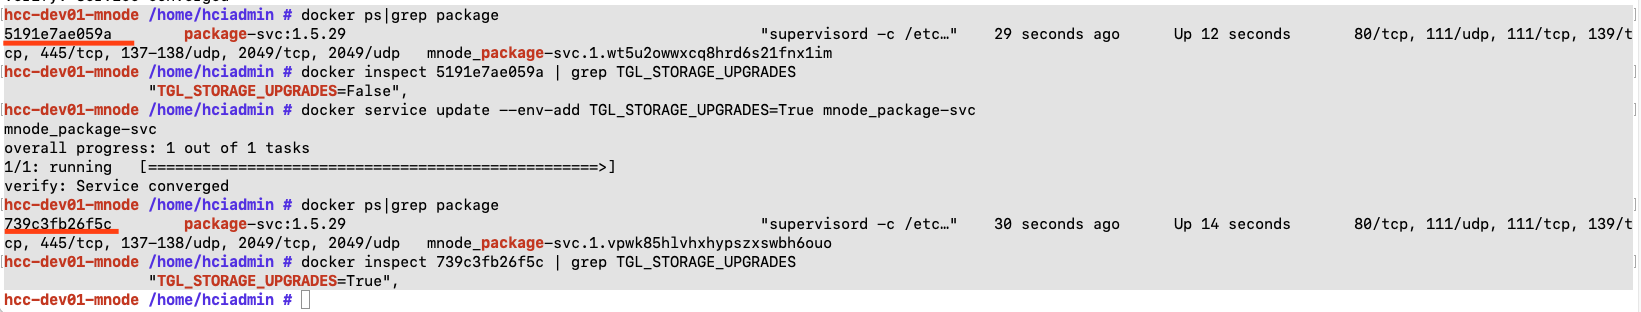 hcc-dev01-mnode /home/hciadmin # docker ps|grep package
5191e7ae059a        package-svc:1.5.29                                              "supervisord -c /etc…"    29 seconds ago      Up 12 seconds       80/tcp, 111/udp, 111/tcp, 139/t
cp, 445/tcp, 137-138/udp, 2049/tcp, 2049/udp   mnode_package-svc.1.wt5u2owwxcq8hrd6s21fnx1im
hcc-dev01-mnode /home/hciadmin # docker inspect 5191e7ae059a | grep TGL_STORAGE_UPGRADES
                "TGL_STORAGE_UPGRADES=False",
hcc-dev01-mnode /home/hciadmin # docker service update --env-add TGL_STORAGE_UPGRADES=True mnode_package-svc
mnode_package-svc
overall progress: 1 out of 1 tasks
1/1: running   [==================================================>]
verify: Service converged
hcc-dev01-mnode /home/hciadmin # docker ps|grep package
739c3fb26f5c        package-svc:1.5.29                                              "supervisord -c /etc…"    30 seconds ago      Up 14 seconds       80/tcp, 111/udp, 111/tcp, 139/t
cp, 445/tcp, 137-138/udp, 2049/tcp, 2049/udp   mnode_package-svc.1.vpwk85hlvhxhypszxswbh6ouo
hcc-dev01-mnode /home/hciadmin # docker inspect 739c3fb26f5c | grep TGL_STORAGE_UPGRADES
                "TGL_STORAGE_UPGRADES=True",
hcc-dev01-mnode /home/hciadmin #